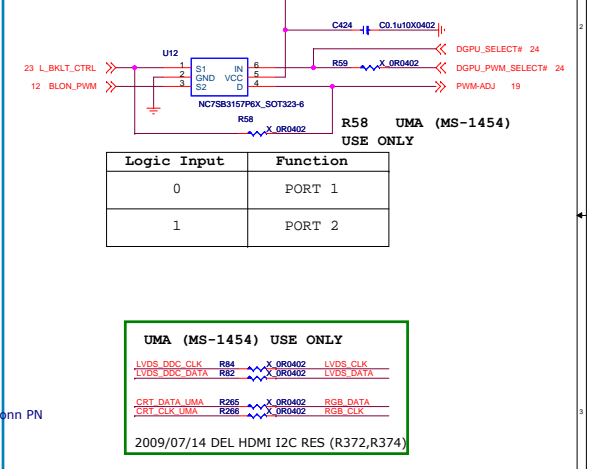 C424 C0.1u10X0402
2
DGPU_SELECT# 24
U12
23 L_BKLT_CTRL 1 S1 IN 6 R59 X_0R0402 DGPU_PWM_SELECT# 24
2 GND VCC 5
12 BLON_PWM 3 S2 D 4 PWM-ADJ 19
NC7SB3157P6X_SOT323-6
R58 X_0R0402
R58 UMA (MS-1454)
USE ONLY
Logic Input Function
0 PORT 1
1 PORT 2
UMA (MS-1454) USE ONLY
LVDS_DDC_CLK R84 X_0R0402 LVDS_CLK
LVDS_DDC_DATA R82 X_0R0402 LVDS_DATA
CRT_DATA_UMA R265 X_0R0402 RGB_DATA
CRT_CLK_UMA R266 X_0R0402 RGB_CLK
3
onn PN
2009/07/14 DEL HDMI I2C RES (R372,R374)